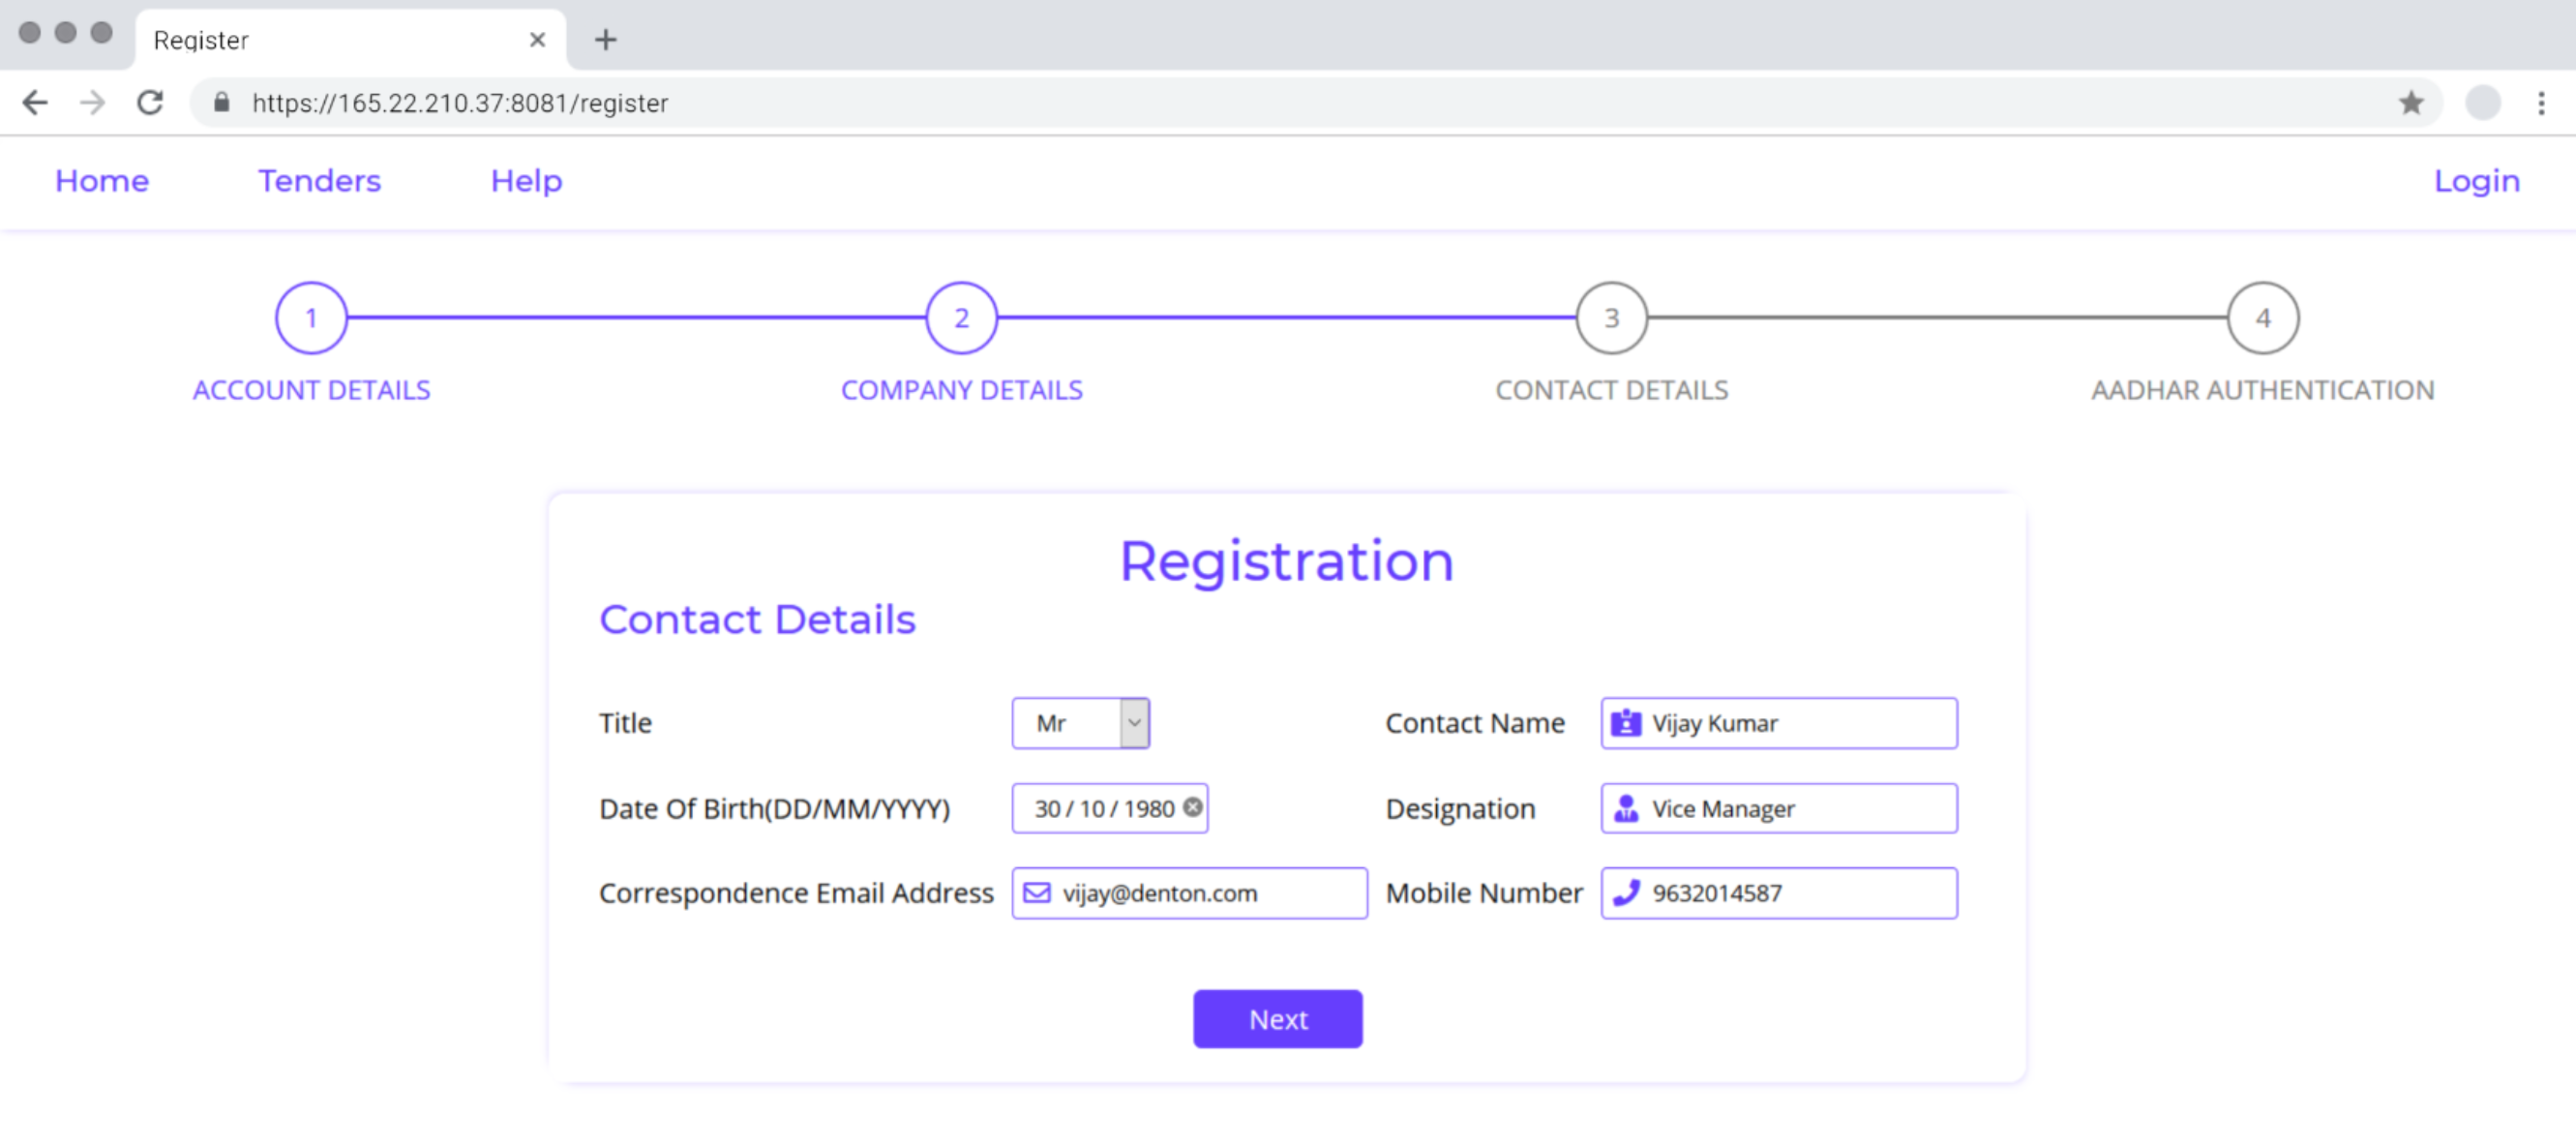 Register
https://165.22.210.37:8081/register
Home Tenders Help Login
1 2 3 4
ACCOUNT DETAILS COMPANY DETAILS CONTACT DETAILS AADHAR AUTHENTICATION
Registration
Contact Details
Title Mr Contact Name Vijay Kumar
Date Of Birth(DD/MM/YYYY) 30 / 10 / 1980 Designation Vice Manager
Correspondence Email Address vijay@denton.com Mobile Number 9632014587
Next